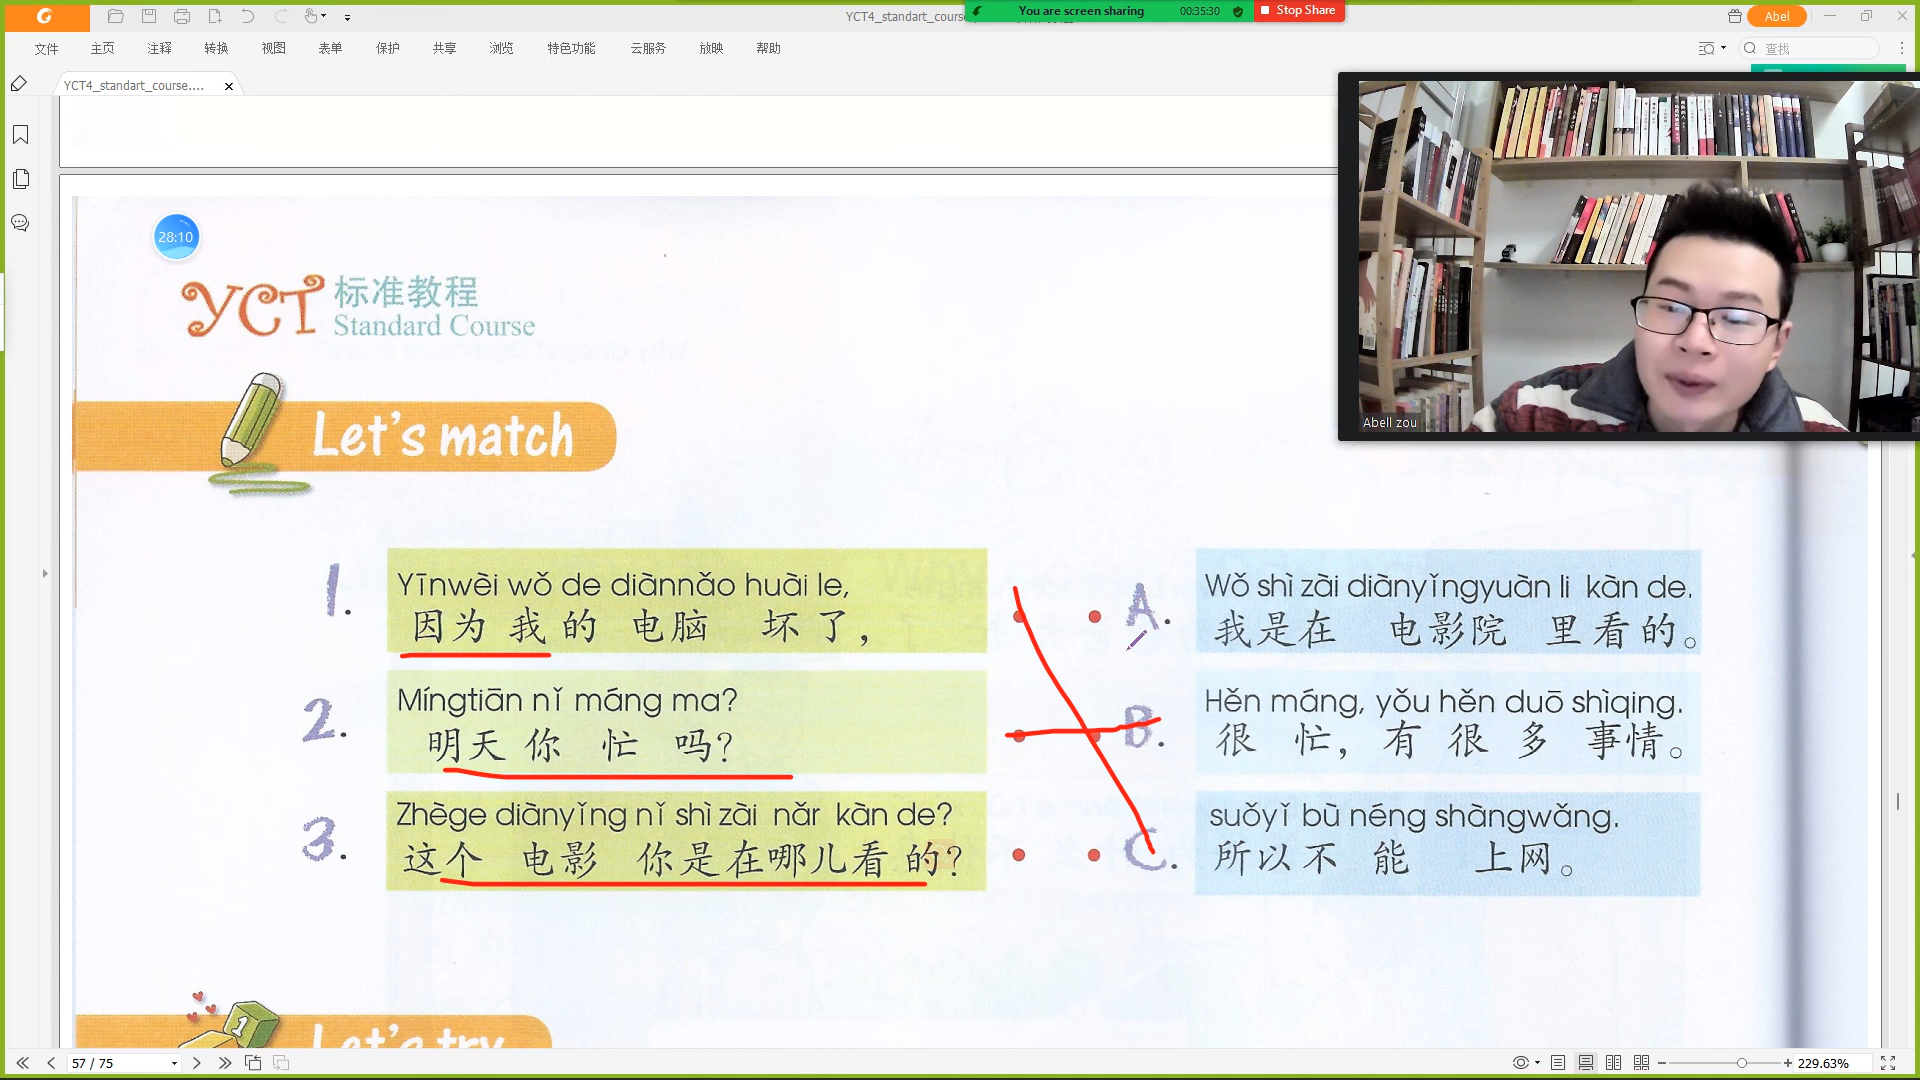 YCT4_standart_cours
You are screen sharing
00:35:30
Stop Share
Abel
文件 主页 注释 转换 视图 表单 保护 共享 浏览 特色功能 云服务 放映 帮助
查找
YCT4_standart_course....
28:10
YCT 标准教程
Standard Course
Let's match
Abell zou
1. Yīnwèi wǒ de diànnǎo huài le,
因为 我 的 电脑 坏 了，
2. Míngtiān nǐ máng ma?
明天 你 忙 吗？
3. Zhège diànyǐng nǐ shì zài nǎr kàn de?
这个 电影 你是在哪儿看 的？
A. Wǒ shì zài diànyǐngyuàn li kàn de.
我是在 电影院 里看的。
B. Hěn máng, yǒu hěn duō shìqing.
很 忙，有 很 多 事情。
C. suǒyǐ bù néng shàngwǎng.
所以不 能 上网。
1
Let's try
57 / 75
229.63%